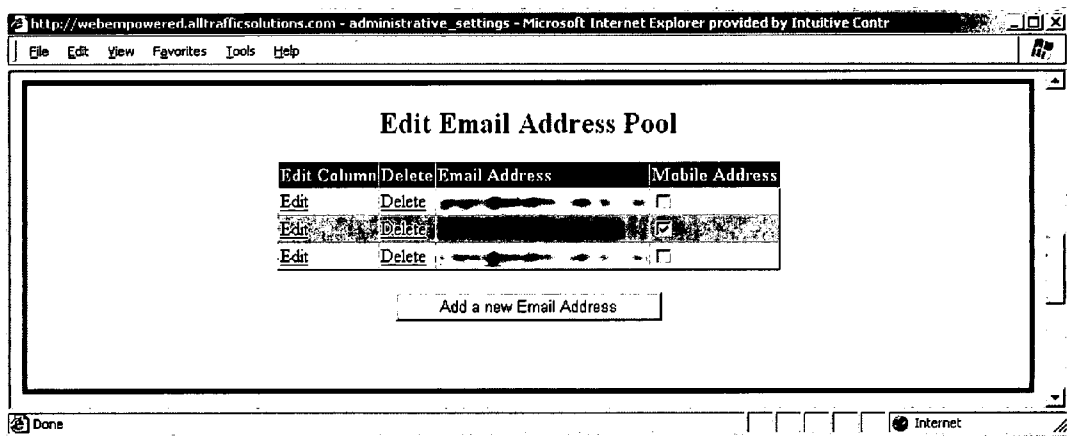 http://webempowered.alltrafficsolutions.com - administrative_settings - Microsoft Internet Explorer provided by Intuitive Contr
File Edit View Favorites Tools Help
Edit Email Address Pool
Edit Column Delete Email Address Mobile Address
Edit Delete
Edit Delete
Edit Delete
Add a new Email Address
Done Internet